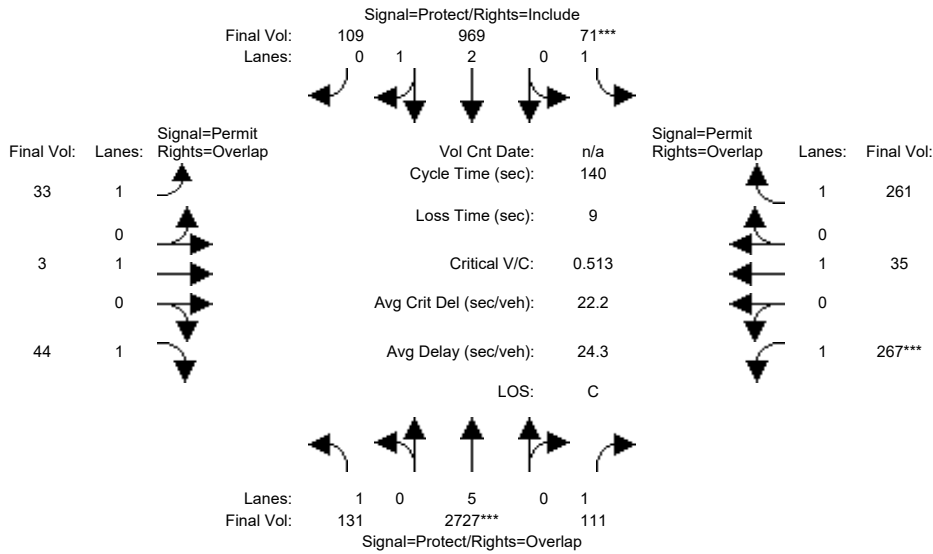 Signal=Protect/Rights=Include
Final Vol: 109 969 71***
Lanes: 0 1 2 0 1
Signal=Permit Signal=Permit
Final Vol: Lanes: Rights=Overlap Vol Cnt Date: n/a Rights=Overlap Lanes: Final Vol:
Cycle Time (sec): 140
33 1 1 261
Loss Time (sec): 9
0 0
3 1 Critical V/C: 0.513 1 35
0 Avg Crit Del (sec/veh): 22.2 0
44 1 Avg Delay (sec/veh): 24.3 1 267***
LOS: C
Lanes: 1 0 5 0 1
Final Vol: 131 2727*** 111
Signal=Protect/Rights=Overlap